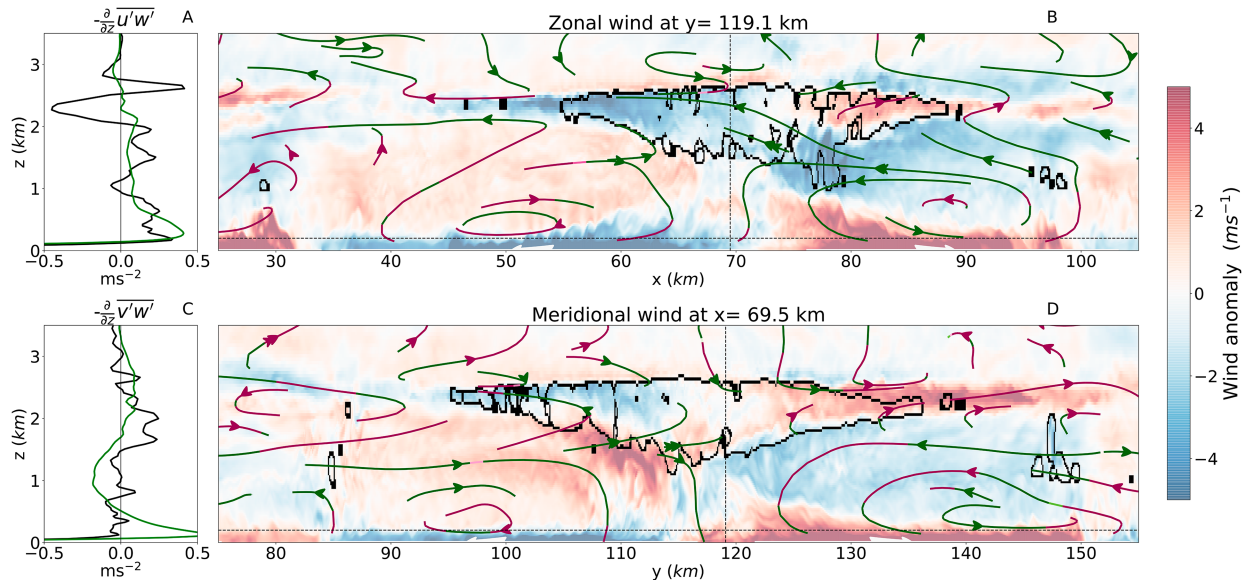 -∂/∂z u′w′ A
Zonal wind at y= 119.1 km B
3
2
1
0
z (km)
−0.5 0.0 0.5
ms⁻²
30 40 50 60 70 80 90 100
x (km)
-∂/∂z v′w′ C
Meridional wind at x= 69.5 km D
3
2
1
0
z (km)
−0.5 0.0 0.5
ms⁻²
80 90 100 110 120 130 140 150
y (km)
4
2
0
−2
−4
Wind anomaly (ms⁻¹)